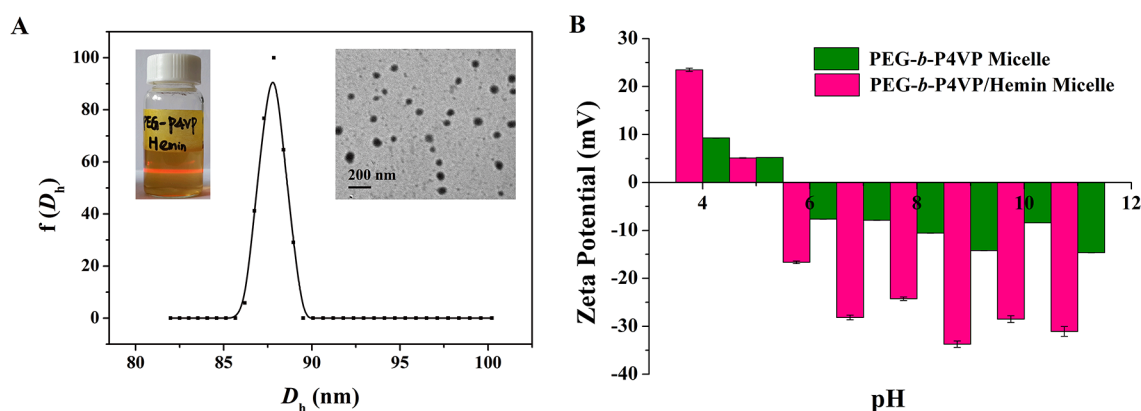 A
f (Dh)
100
80
60
40
20
0
PEG-P4VP
Hemin
200 nm
80
85
90
95
100
Dh (nm)
B
Zeta Potential (mV)
30
20
10
0
-10
-20
-30
-40
PEG-b-P4VP Micelle
PEG-b-P4VP/Hemin Micelle
4
6
8
10
12
pH